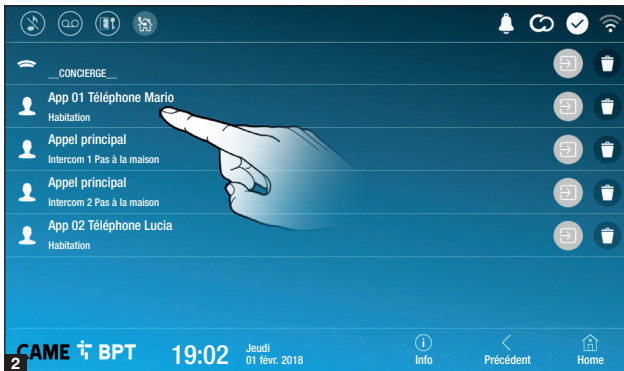 __CONCIERGE__
App 01 Téléphone Mario
Habitation
Appel principal
Intercom 1 Pas à la maison
Appel principal
Intercom 2 Pas à la maison
App 02 Téléphone Lucia
Habitation
2
CAME BPT
19:02
Jeudi
01 févr. 2018
Info
Précédent
Home